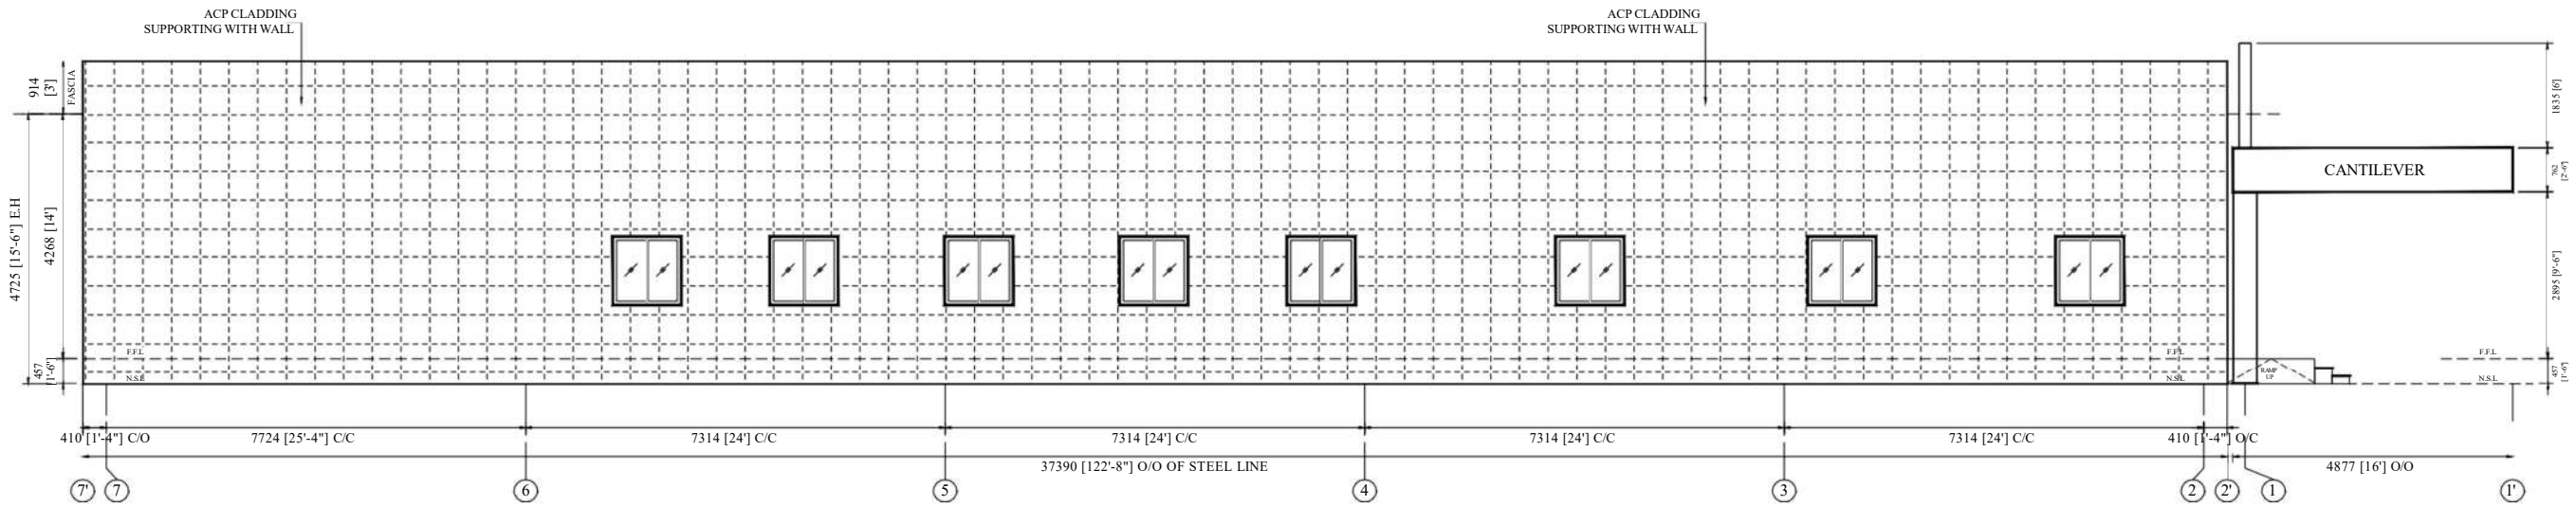 ACP CLADDING
SUPPORTING WITH WALL
ACP CLADDING
SUPPORTING WITH WALL
914
[3']
FASCIA
4725 [15'-6"] E.H
4268 [14']
457
[1'-6"]
F.F.L
N.S.L
F.F.L
N.S.L
RAMP
UP
F.F.L
N.S.L
CANTILEVER
1835 [6']
762
[2'-6"]
2895 [9'-6"]
457
[1'-6"]
410 [1'-4"] C/O
7724 [25'-4"] C/C
7314 [24'] C/C
7314 [24'] C/C
7314 [24'] C/C
7314 [24'] C/C
410 [1'-4"] O/C
37390 [122'-8"] O/O OF STEEL LINE
4877 [16'] O/O
7'
7
6
5
4
3
2
2'
1
1'